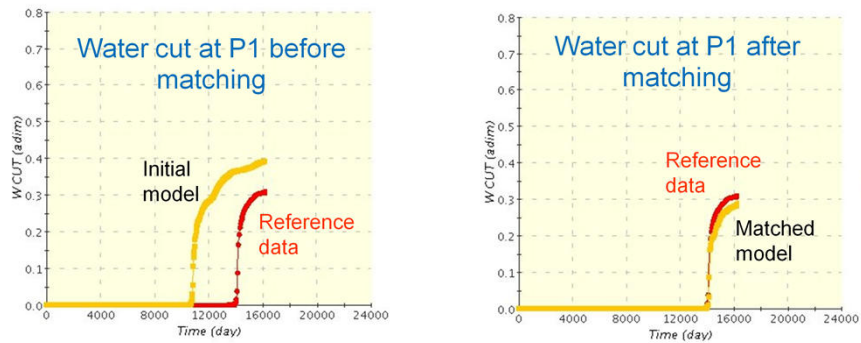 Water cut at P1 before
matching
Initial
model
Reference
data
WCUT (adim)
0.8
0.7
0.6
0.5
0.4
0.3
0.2
0.1
0.0
0
4000
8000
12000
16000
20000
24000
Time (day)
Water cut at P1 after
matching
Reference
data
Matched
model
WCUT (adim)
0.8
0.7
0.6
0.5
0.4
0.3
0.2
0.1
0.0
0
4000
8000
12000
16000
20000
24000
Time (day)